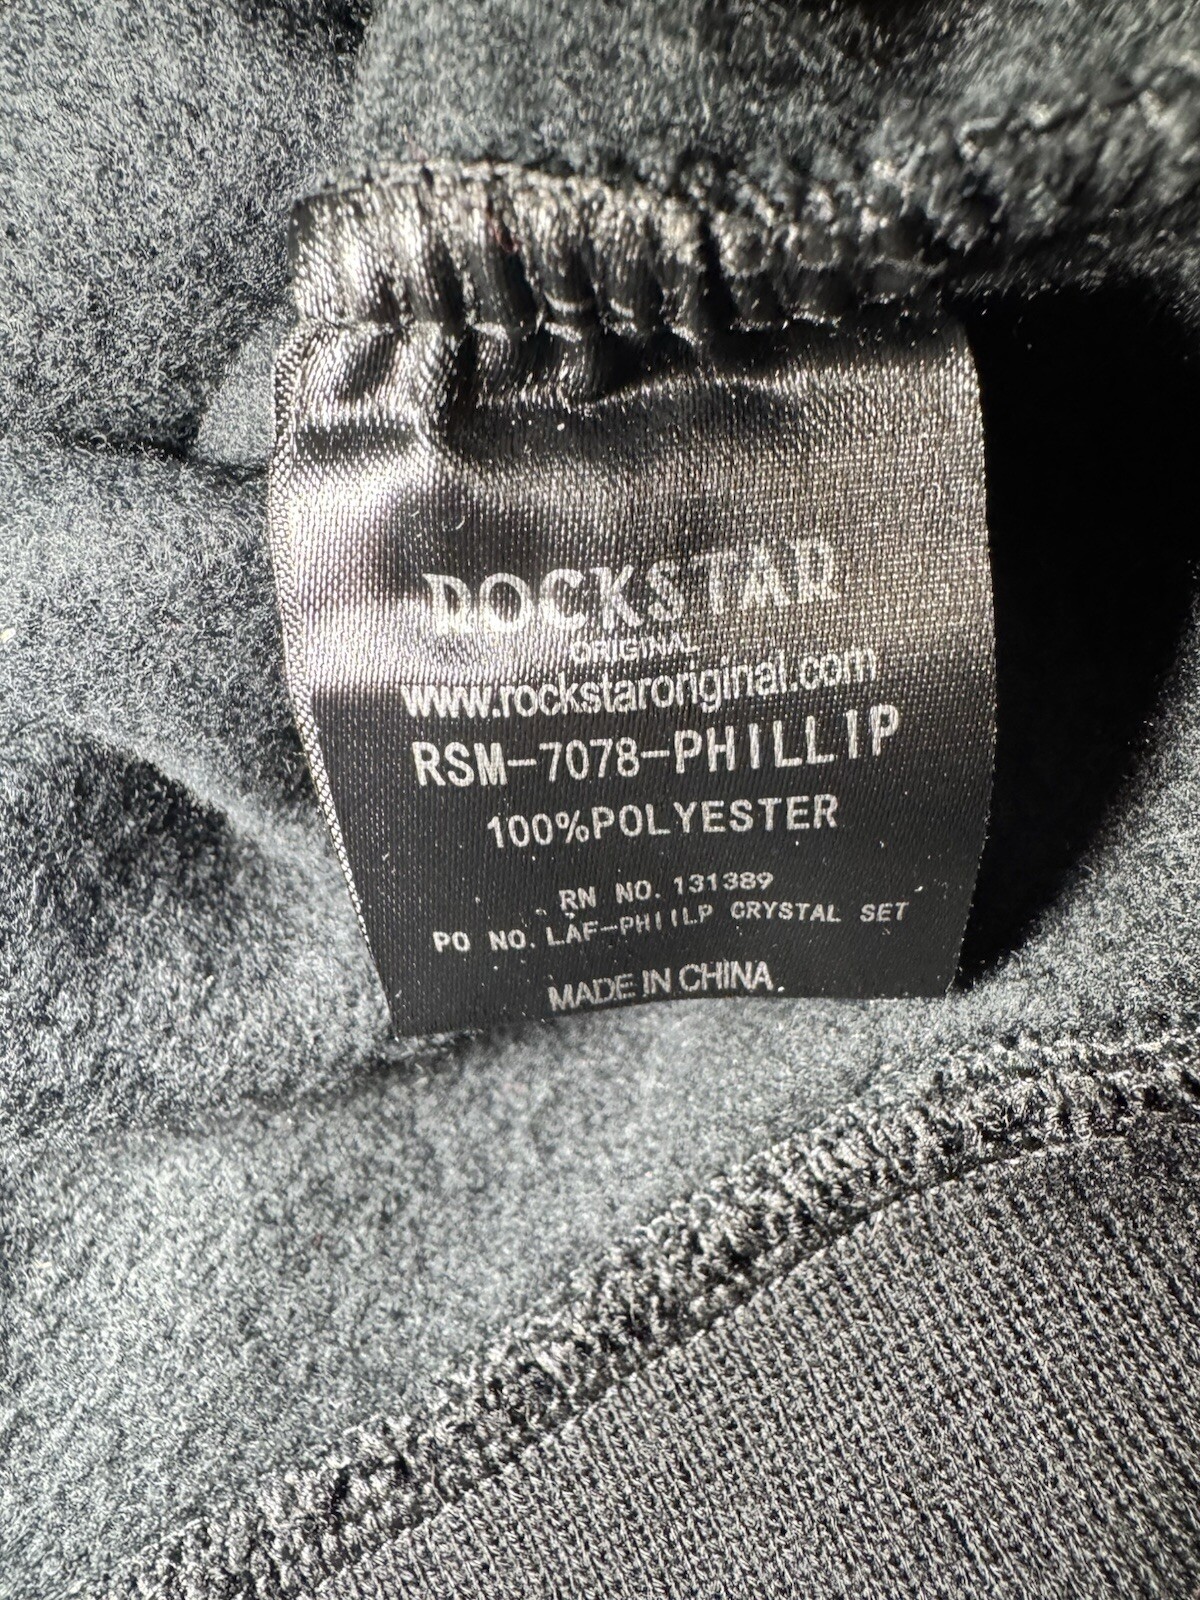 ROCKSTAR
ORIGINAL
www.rockstaroriginal.com
RSM-7078-PHILLIP
100%POLYESTER
RN NO. 131389
PO NO. LAF-PHIILP CRYSTAL SET
MADE IN CHINA.